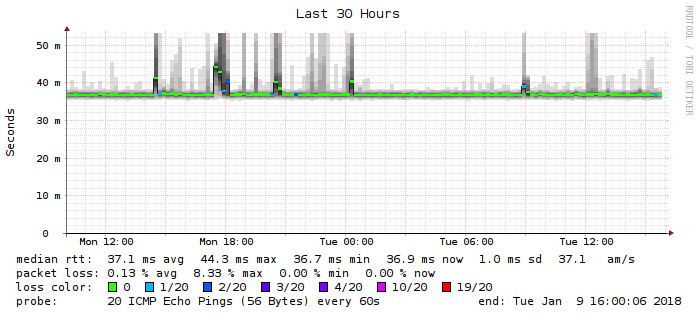 Last 30 Hours
RRDTOOL / TOBI OETIKER
Seconds
50 m
40 m
30 m
20 m
10 m
0
Mon 12:00 Mon 18:00 Tue 00:00 Tue 06:00 Tue 12:00
median rtt: 37.1 ms avg 44.3 ms max 36.7 ms min 36.9 ms now 1.0 ms sd 37.1 am/s
packet loss: 0.13 % avg 8.33 % max 0.00 % min 0.00 % now
loss color: 0 1/20 2/20 3/20 4/20 10/20 19/20
probe: 20 ICMP Echo Pings (56 Bytes) every 60s end: Tue Jan 9 16:00:06 2018